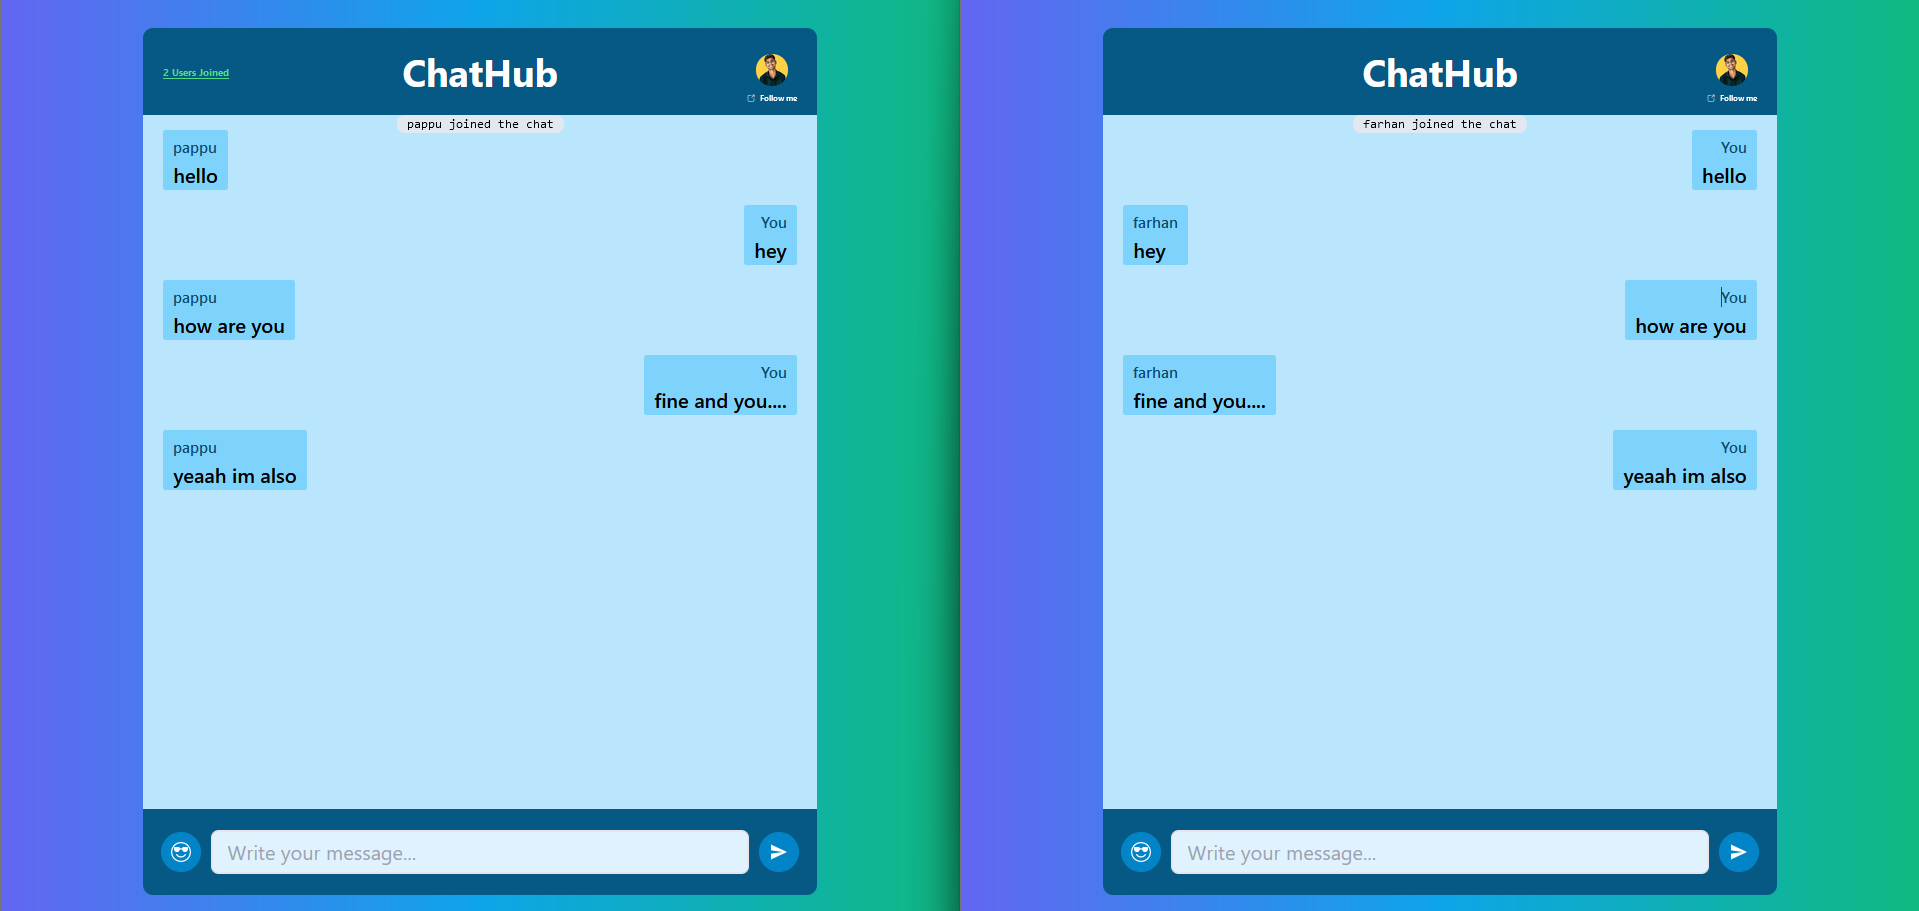 2 Users Joined
ChatHub
Follow me
pappu joined the chat
pappu
hello
You
hey
pappu
how are you
You
fine and you....
pappu
yeaah im also
Write your message...
ChatHub
Follow me
farhan joined the chat
You
hello
farhan
hey
You
how are you
farhan
fine and you....
You
yeaah im also
Write your message...